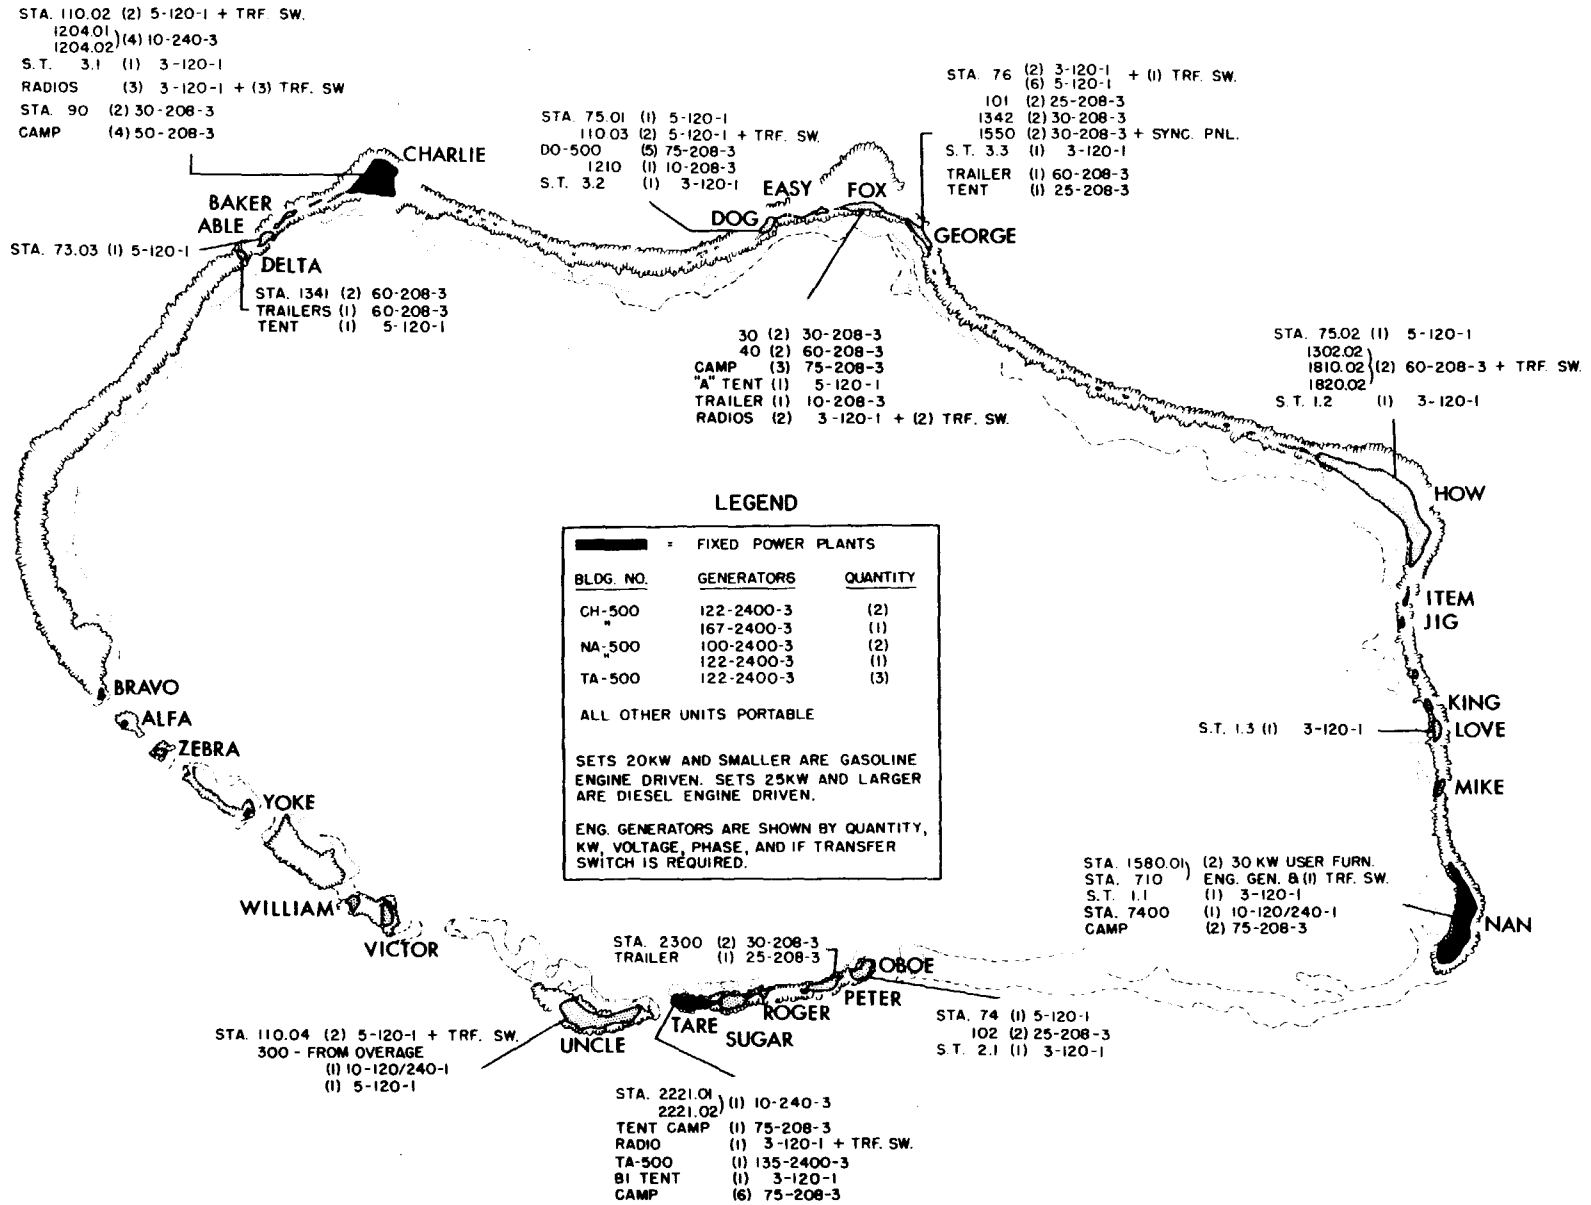 STA. 110.02 (2) 5-120-1 + TRF. SW.
1204.01
1204.02 (4) 10-240-3
S.T. 3.1 (1) 3-120-1
RADIOS (3) 3-120-1 + (3) TRF. SW
STA. 90 (2) 30-208-3
CAMP (4) 50-208-3
CHARLIE
STA. 75.01 (1) 5-120-1
110.03 (2) 5-120-1 + TRF. SW.
DO-500 (5) 75-208-3
1210 (1) 10-208-3
S.T. 3.2 (1) 3-120-1
STA. 76 (2) 3-120-1 + (1) TRF. SW.
(6) 5-120-1
101 (2) 25-208-3
1342 (2) 30-208-3
1550 (2) 30-208-3 + SYNC. PNL.
S.T. 3.3 (1) 3-120-1
TRAILER (1) 60-208-3
TENT (1) 25-208-3
EASY
FOX
DOG
GEORGE
BAKER
ABLE
STA. 73.03 (1) 5-120-1
DELTA
STA. 1341 (2) 60-208-3
TRAILERS (1) 60-208-3
TENT (1) 5-120-1
30 (2) 30-208-3
40 (2) 60-208-3
CAMP (3) 75-208-3
"A" TENT (1) 5-120-1
TRAILER (1) 10-208-3
RADIOS (2) 3-120-1 + (2) TRF. SW.
STA. 75.02 (1) 5-120-1
1302.02
1810.02 (2) 60-208-3 + TRF. SW.
1820.02
S.T. 1.2 (1) 3-120-1
HOW
LEGEND
= FIXED POWER PLANTS
BLDG. NO. GENERATORS QUANTITY
CH-500 122-2400-3 (2)
" 167-2400-3 (1)
NA-500 100-2400-3 (2)
" 122-2400-3 (1)
TA-500 122-2400-3 (3)
ALL OTHER UNITS PORTABLE
SETS 20KW AND SMALLER ARE GASOLINE
ENGINE DRIVEN. SETS 25KW AND LARGER
ARE DIESEL ENGINE DRIVEN.
ENG. GENERATORS ARE SHOWN BY QUANTITY,
KW, VOLTAGE, PHASE, AND IF TRANSFER
SWITCH IS REQUIRED.
ITEM
JIG
KING
S.T. 1.3 (1) 3-120-1
LOVE
MIKE
BRAVO
ALFA
ZEBRA
YOKE
WILLIAM
VICTOR
STA. 1580.01 (2) 30 KW USER FURN.
STA. 710 ENG. GEN. & (1) TRF. SW.
S.T. 1.1 (1) 3-120-1
STA. 7400 (1) 10-120/240-1
CAMP (2) 75-208-3
NAN
STA. 2300 (2) 30-208-3
TRAILER (1) 25-208-3
OBOE
PETER
ROGER
TARE
SUGAR
UNCLE
STA. 74 (1) 5-120-1
102 (2) 25-208-3
S.T. 2.1 (1) 3-120-1
STA. 110.04 (2) 5-120-1 + TRF. SW.
300 - FROM OVERAGE
(1) 10-120/240-1
(1) 5-120-1
STA. 2221.01
2221.02 (1) 10-240-3
TENT CAMP (1) 75-208-3
RADIO (1) 3-120-1 + TRF. SW.
TA-500 (1) 135-2400-3
BI TENT (1) 3-120-1
CAMP (6) 75-208-3